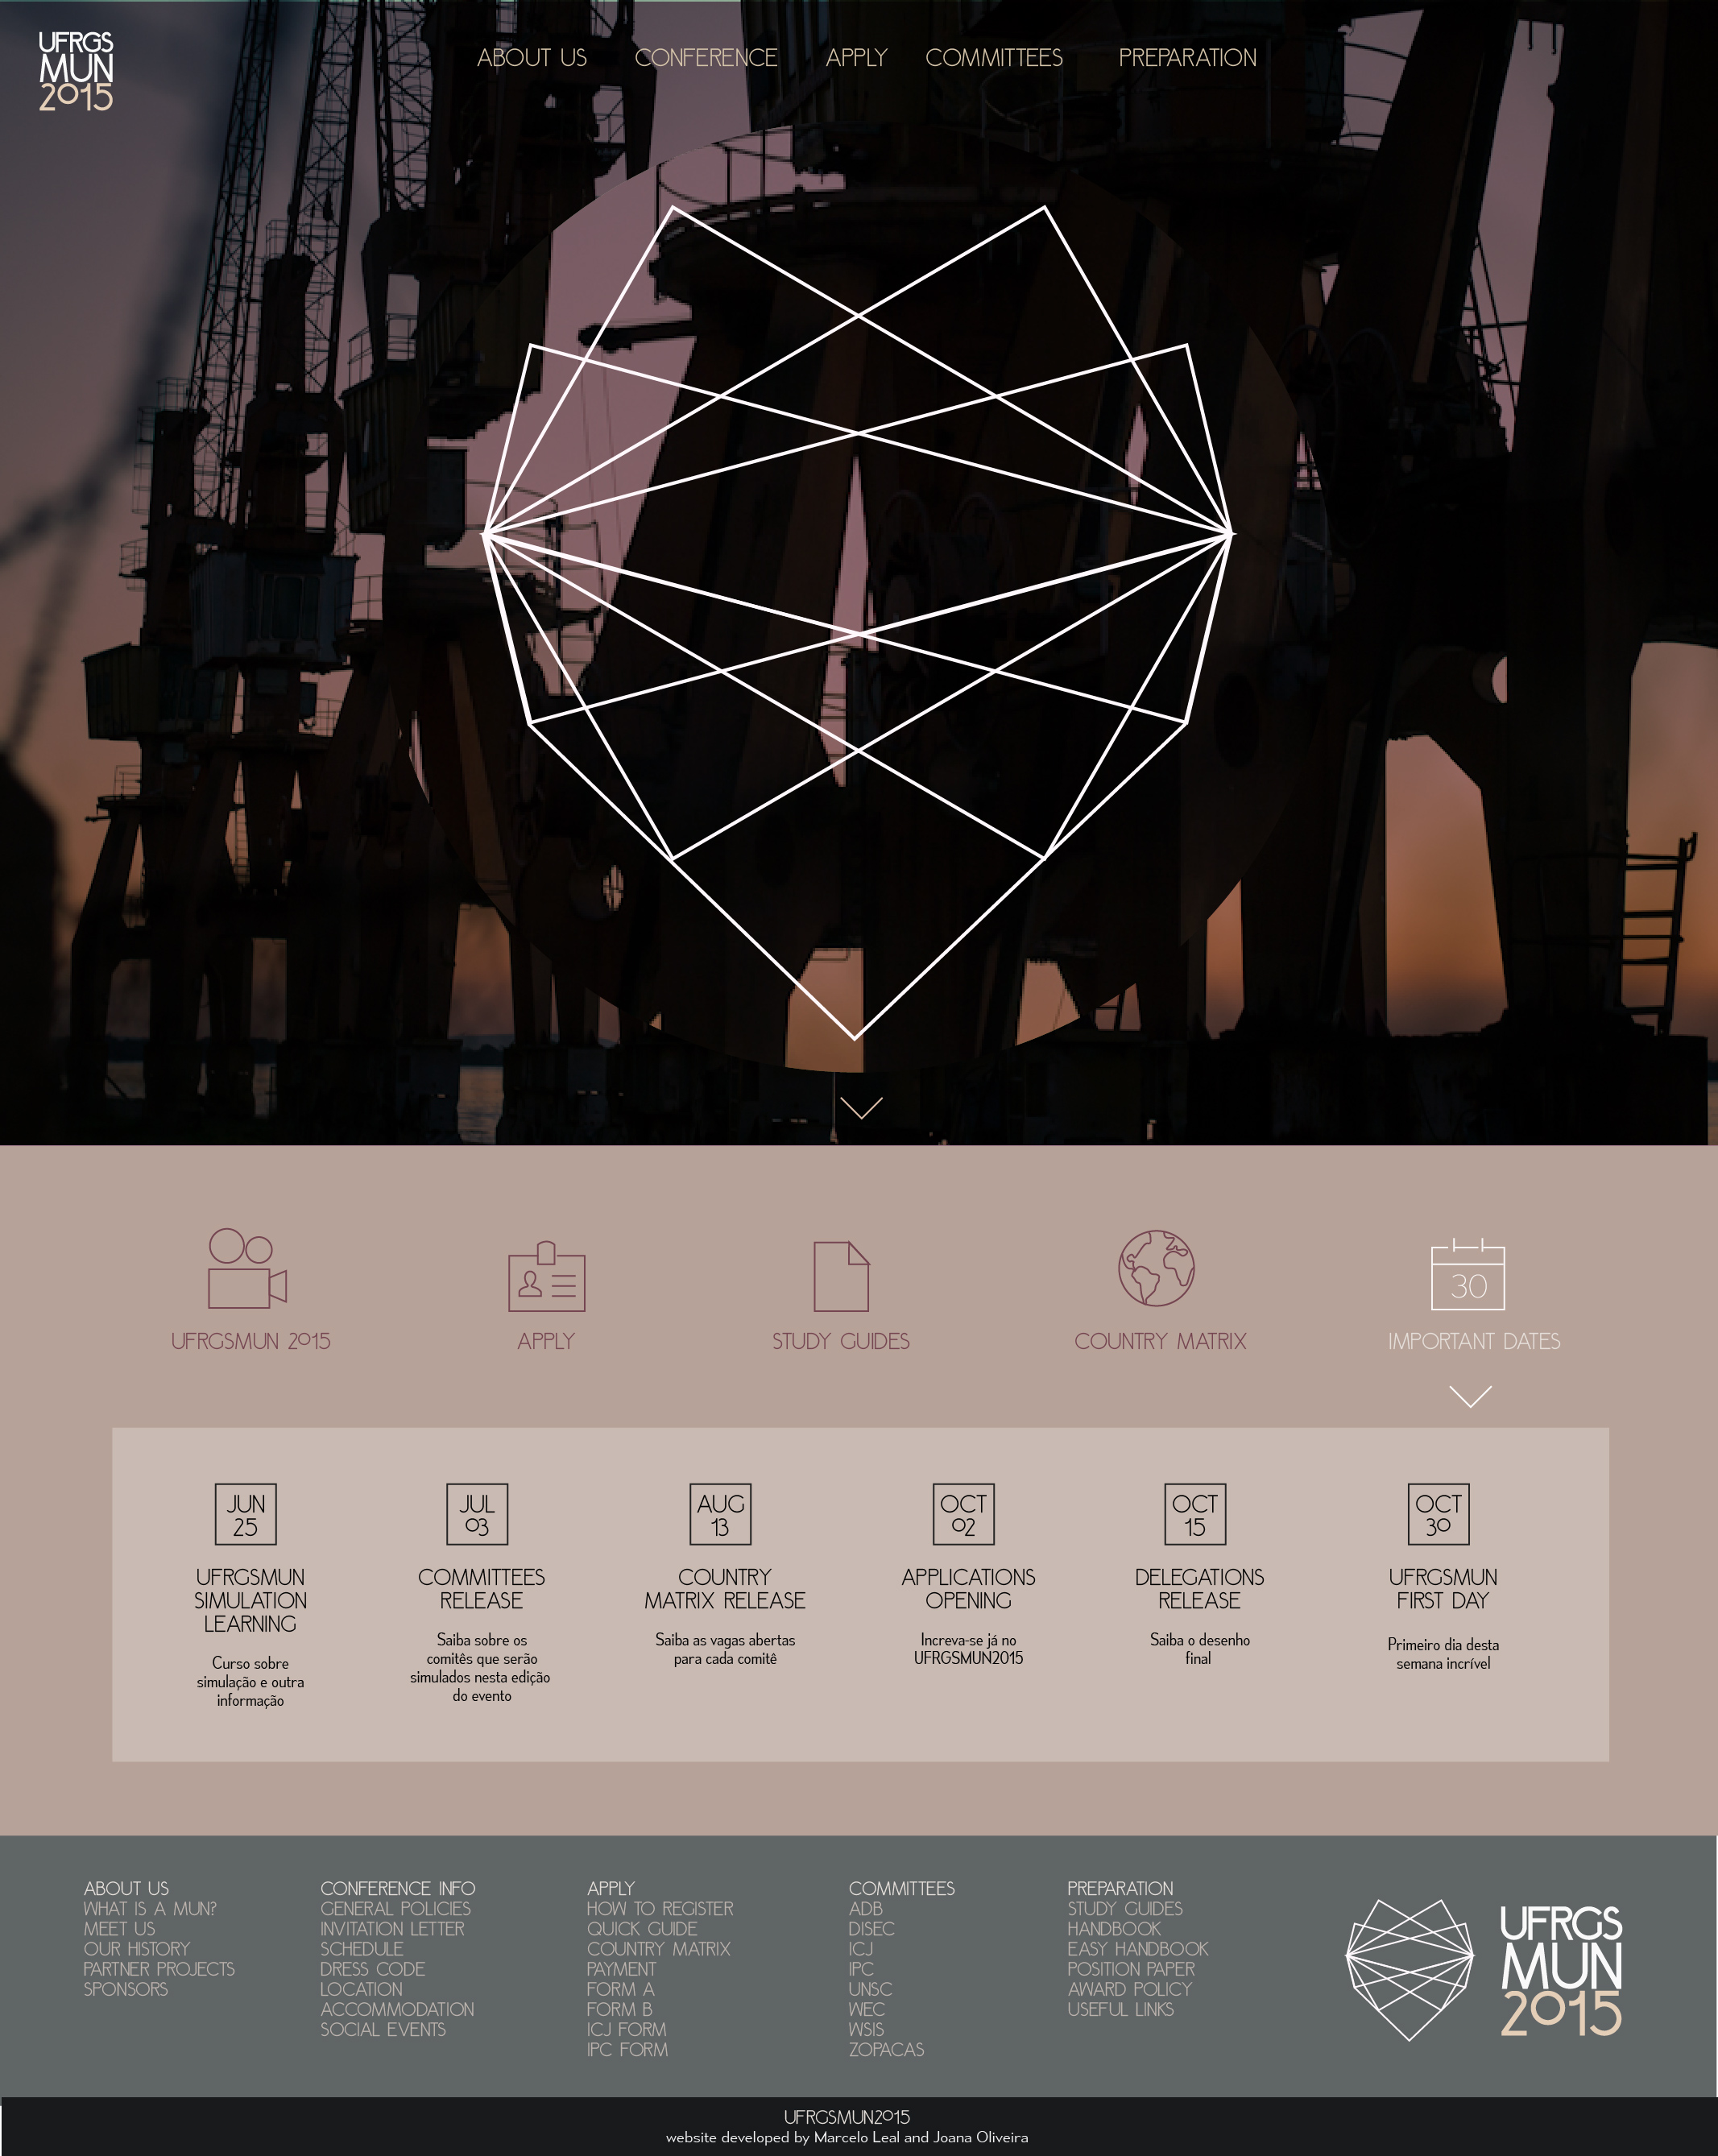 UFRGS
MUN
2015
ABOUT US
CONFERENCE
APPLY
COMMITTEES
PREPARATION
30
UFRGSMUN 2015
APPLY
STUDY GUIDES
COUNTRY MATRIX
IMPORTANT DATES
JUN
25
UFRGSMUN
SIMULATION
LEARNING
Curso sobre
simulação e outra
informação
JUL
03
COMMITTEES
RELEASE
Saiba sobre os
comitês que serão
simulados nesta edição
do evento
AUG
13
COUNTRY
MATRIX RELEASE
Saiba as vagas abertas
para cada comitê
OCT
02
APPLICATIONS
OPENING
Increva-se já no
UFRGSMUN2015
OCT
15
DELEGATIONS
RELEASE
Saiba o desenho
final
OCT
30
UFRGSMUN
FIRST DAY
Primeiro dia desta
semana incrível
ABOUT US
WHAT IS A MUN?
MEET US
OUR HISTORY
PARTNER PROJECTS
SPONSORS
CONFERENCE INFO
GENERAL POLICIES
INVITATION LETTER
SCHEDULE
DRESS CODE
LOCATION
ACCOMMODATION
SOCIAL EVENTS
APPLY
HOW TO REGISTER
QUICK GUIDE
COUNTRY MATRIX
PAYMENT
FORM A
FORM B
ICJ FORM
IPC FORM
COMMITTEES
ADB
DISEC
ICJ
IPC
UNSC
WEC
WSIS
ZOPACAS
PREPARATION
STUDY GUIDES
HANDBOOK
EASY HANDBOOK
POSITION PAPER
AWARD POLICY
USEFUL LINKS
UFRGS
MUN
2015
UFRGSMUN2015
website developed by Marcelo Leal and Joana Oliveira